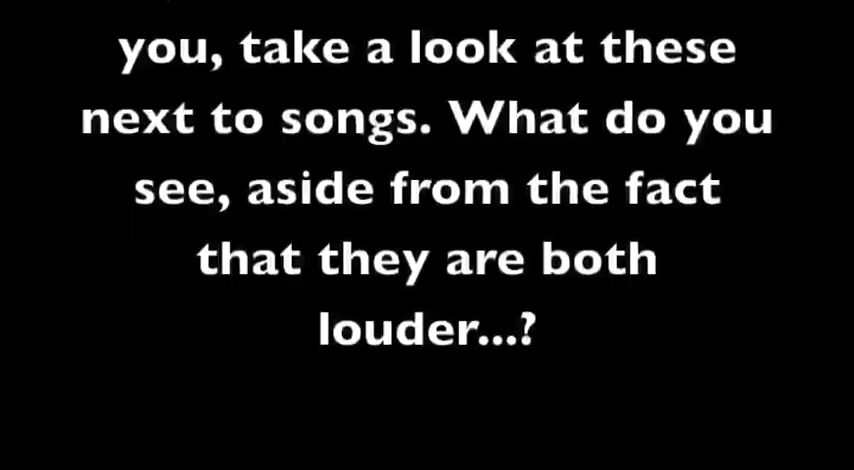 you, take a look at these
next to songs. What do you
see, aside from the fact
that they are both
louder...?